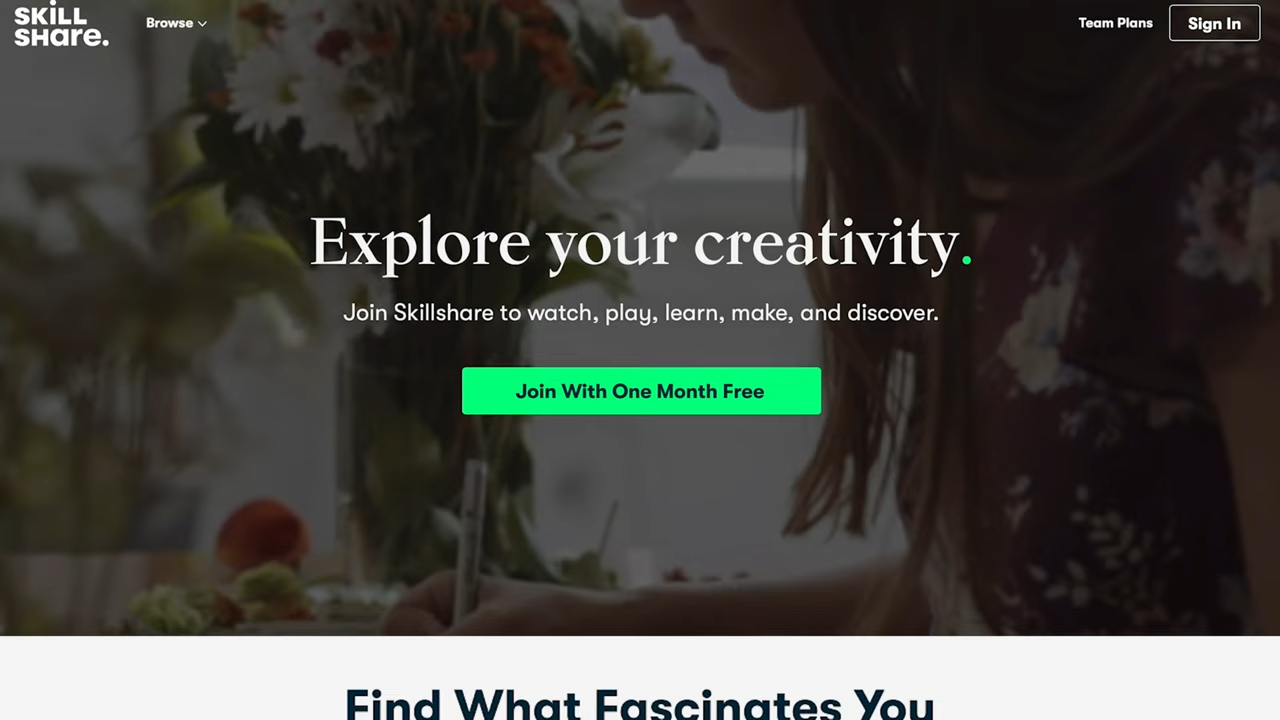 SKiLL
SHare.
Browse
Team Plans
Sign In
Explore your creativity.
Join Skillshare to watch, play, learn, make, and discover.
Join With One Month Free
Find What Fascinates You